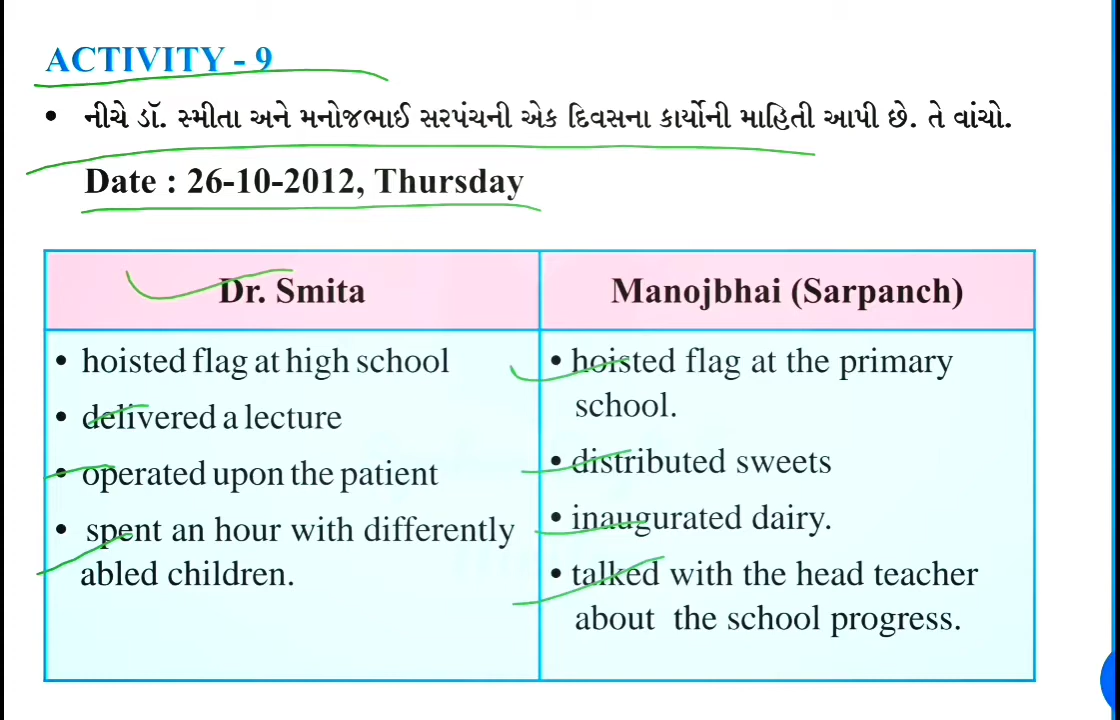 ACTIVITY - 9
• નીચે ડૉ. સ્મીતા અને મનોજભાઈ સરપંચની એક દિવસના કાર્યોની માહિતી આપી છે. તે વાંચો.
Date : 26-10-2012, Thursday
Dr. Smita
• hoisted flag at high school
• delivered a lecture
• operated upon the patient
• spent an hour with differently
abled children.
Manojbhai (Sarpanch)
• hoisted flag at the primary
school.
• distributed sweets
• inaugurated dairy.
• talked with the head teacher
about the school progress.